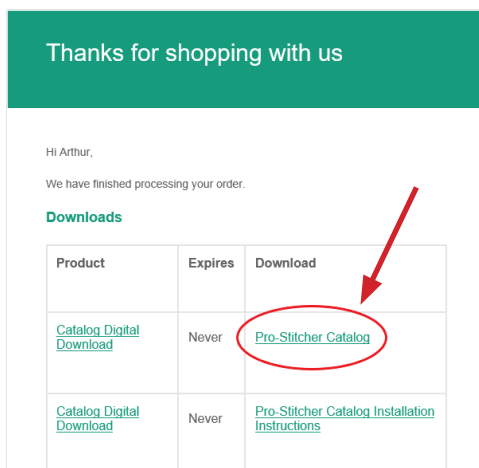 Thanks for shopping with us
Hi Arthur,
We have finished processing your order.
Downloads
Product Expires Download
Catalog Digital Download Never Pro-Stitcher Catalog
Catalog Digital Download Never Pro-Stitcher Catalog Installation Instructions